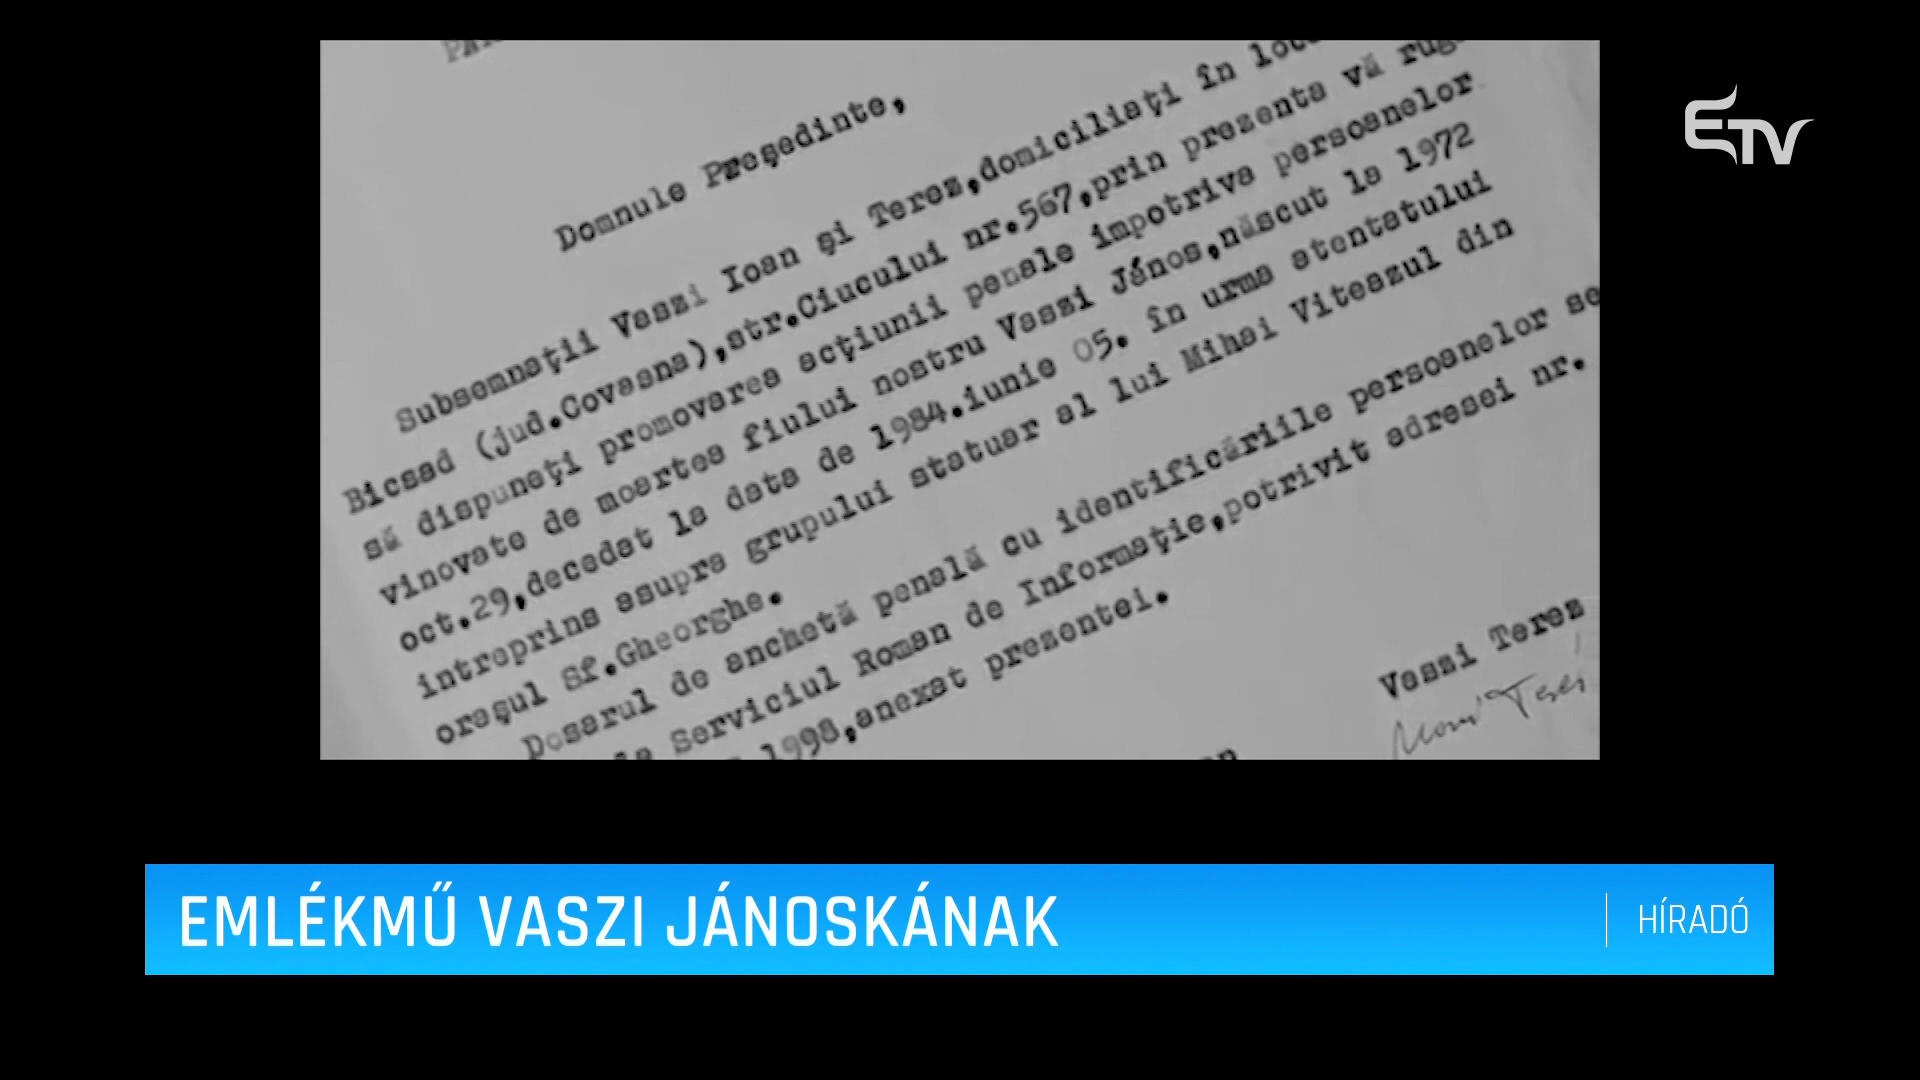 Domnule Preşedinte,
Subsemnaţii Vaszi Ioan şi Terez,domiciliaţi în
Bicsad (jud.Covasna),str.Ciucului nr.567,prin prezenta vă
să dispuneţi promovarea acţiunii penale împotriva persoanelor
vinovate de moartea fiului nostru Vaszi János,născut la 1972
oct.29,decedat la data de 1984.iunie 05. în urma atentatului
intreprins asupra grupului statuar al lui Mihai Viteazul din
oraşul Sf.Gheorghe.
Dosarul de anchetă penală cu identificăriile persoanelor se
la Serviciul Roman de Informaţie,potrivit adresei nr.
1998,anexat prezentei.
Vaszi Terez
ETV
EMLÉKMŰ VASZI JÁNOSKÁNAK
HÍRADÓ